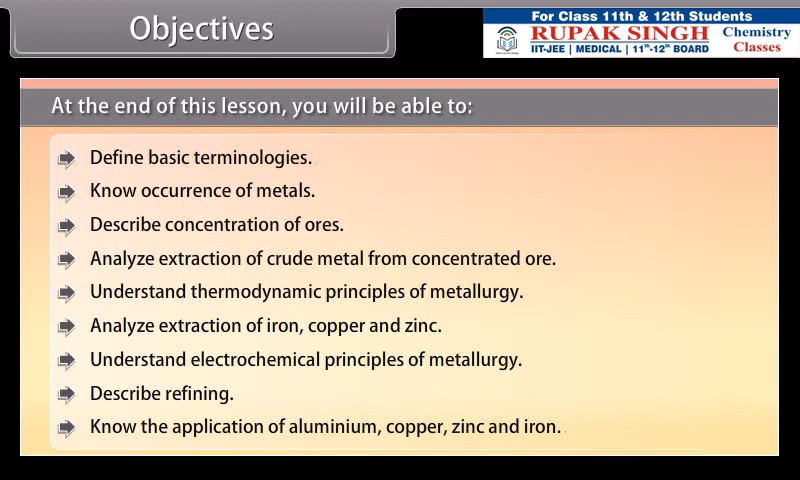 Objectives
For Class 11th & 12th Students
RUPAK SINGH
IIT-JEE | MEDICAL | 11th-12th BOARD
Chemistry
Classes
At the end of this lesson, you will be able to:
Define basic terminologies.
Know occurrence of metals.
Describe concentration of ores.
Analyze extraction of crude metal from concentrated ore.
Understand thermodynamic principles of metallurgy.
Analyze extraction of iron, copper and zinc.
Understand electrochemical principles of metallurgy.
Describe refining.
Know the application of aluminium, copper, zinc and iron.